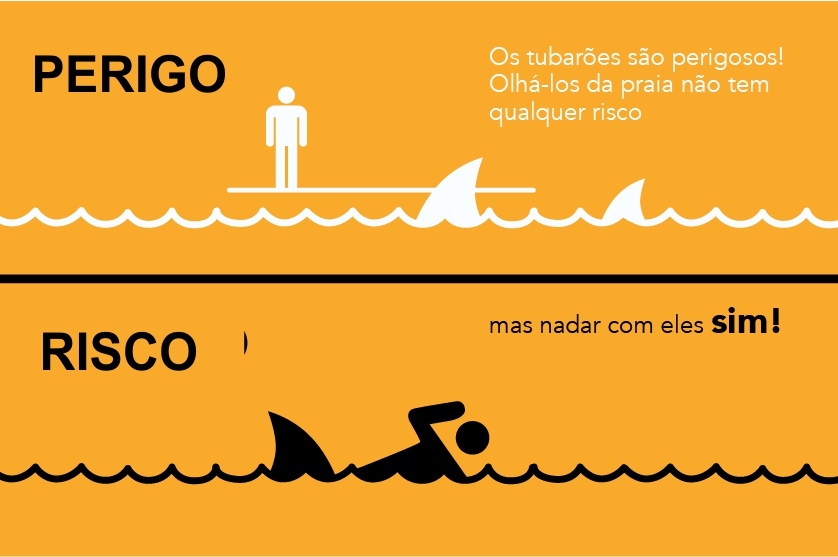 PERIGO
Os tubarões são perigosos!
Olhá-los da praia não tem
qualquer risco
RISCO
mas nadar com eles sim!